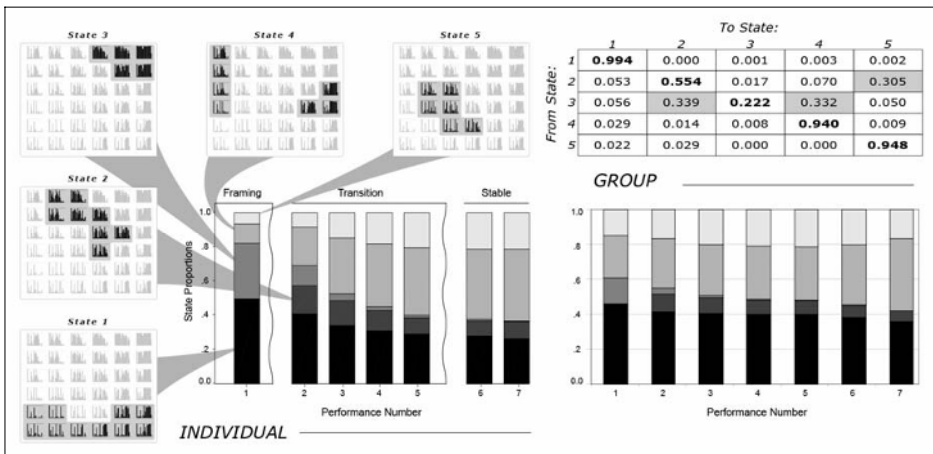 State 3
State 4
State 5
State 2
State 1
To State:
1 2 3 4 5
From State:
1 0.994 0.000 0.001 0.003 0.002
2 0.053 0.554 0.017 0.070 0.305
3 0.056 0.339 0.222 0.332 0.050
4 0.029 0.014 0.008 0.940 0.009
5 0.022 0.029 0.000 0.000 0.948
Framing
Transition
Stable
State Proportions
1.0
.8
.6
.4
.2
0.0
1 2 3 4 5 6 7
Performance Number
INDIVIDUAL
GROUP
1.0
.8
.6
.4
.2
0.0
1 2 3 4 5 6 7
Performance Number